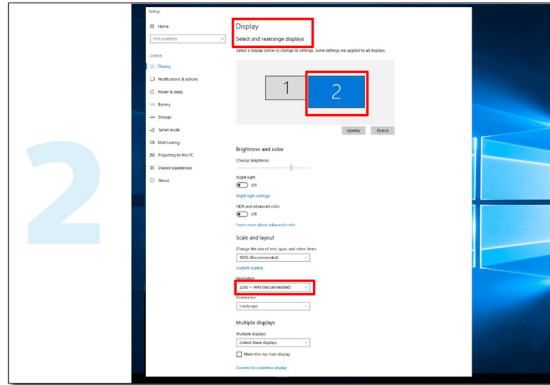 Settings
Home
Display
Find a setting
Select and rearrange displays
Select a display below to change its settings. Some settings are applied to all displays.
System
Display
Notifications & actions
Power & sleep
Battery
Storage
Tablet mode
Multitasking
Projecting to this PC
Shared experiences
About
1
2
Identify
Detect
Brightness and color
Change brightness
Night light
Off
Night light settings
HDR and advanced color
Off
Learn more about advanced color
Scale and layout
Change the size of text, apps, and other items
100% (Recommended)
Custom scaling
Resolution
2560 × 1440 (Recommended)
Orientation
Landscape
Multiple displays
Multiple displays
Extend these displays
Make this my main display
Connect to a wireless display
2